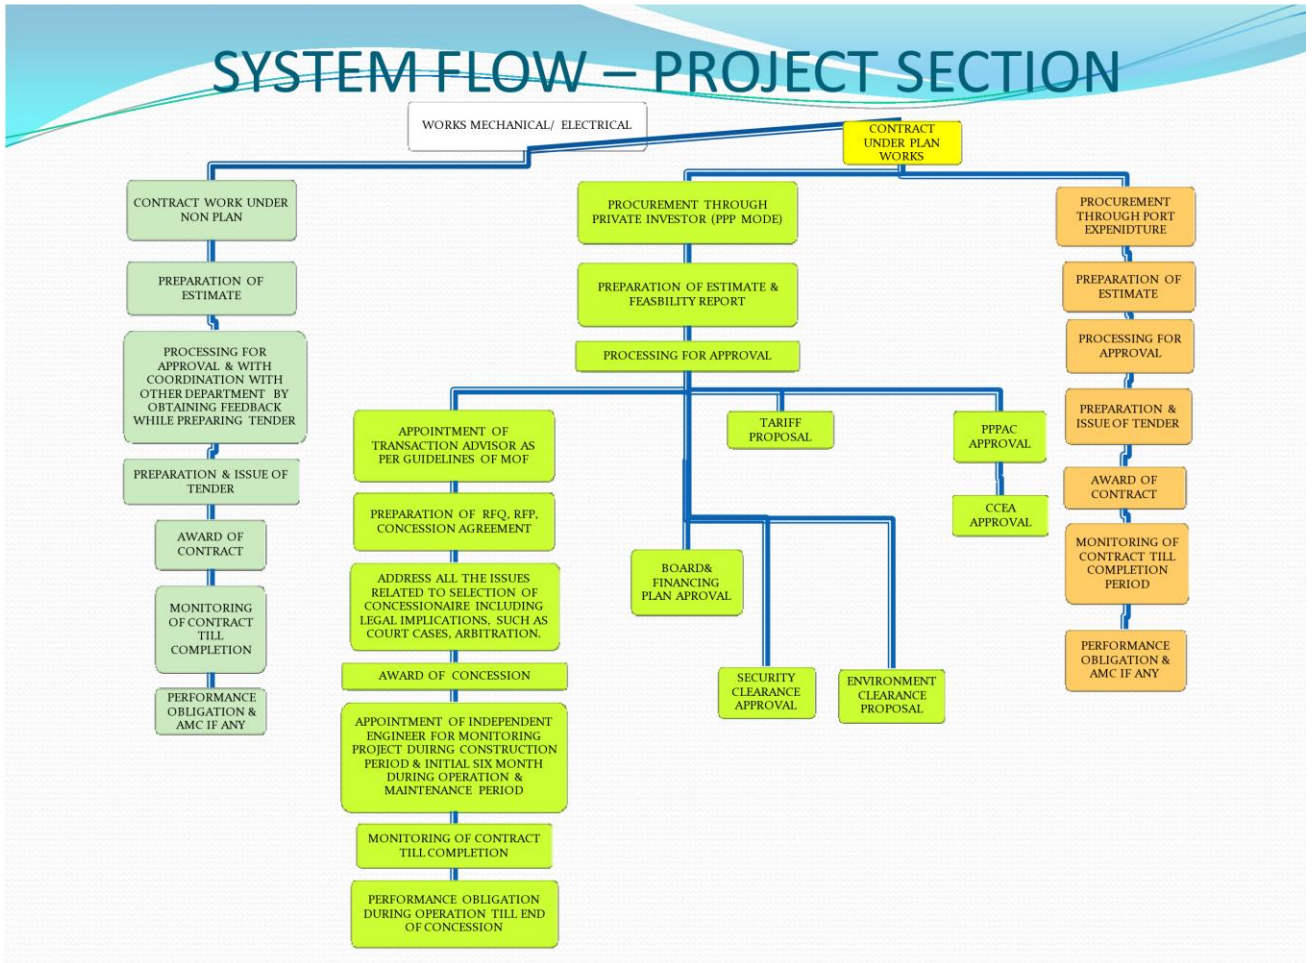 SYSTEM FLOW – PROJECT SECTION
WORKS MECHANICAL/ ELECTRICAL
CONTRACT
UNDER PLAN
WORKS
CONTRACT WORK UNDER
NON PLAN
PREPARATION OF
ESTIMATE
PROCESSING FOR
APPROVAL & WITH
COORDINATION WITH
OTHER DEPARTMENT BY
OBTAINING FEEDBACK
WHILE PREPARING TENDER
PREPARATION & ISSUE OF
TENDER
AWARD OF
CONTRACT
MONITORING
OF CONTRACT
TILL
COMPLETION
PERFORMANCE
OBLIGATION &
AMC IF ANY
PROCUREMENT THROUGH
PRIVATE INVESTOR (PPP MODE)
PREPARATION OF ESTIMATE &
FEASBILITY REPORT
PROCESSING FOR APPROVAL
APPOINTMENT OF
TRANSACTION ADVISOR AS
PER GUIDELINES OF MOF
PREPARATION OF RFQ, RFP,
CONCESSION AGREEMENT
ADDRESS ALL THE ISSUES
RELATED TO SELECTION OF
CONCESSIONAIRE INCLUDING
LEGAL IMPLICATIONS, SUCH AS
COURT CASES, ARBITRATION.
AWARD OF CONCESSION
APPOINTMENT OF INDEPENDENT
ENGINEER FOR MONITORING
PROJECT DUIRNG CONSTRUCTION
PERIOD & INITIAL SIX MONTH
DURING OPERATION &
MAINTENANCE PERIOD
MONITORING OF CONTRACT
TILL COMPLETION
PERFORMANCE OBLIGATION
DURING OPERATION TILL END
OF CONCESSION
BOARD&
FINANCING
PLAN APROVAL
TARIFF
PROPOSAL
SECURITY
CLEARANCE
APPROVAL
ENVIRONMENT
CLEARANCE
PROPOSAL
PPPAC
APPROVAL
CCEA
APPROVAL
PROCUREMENT
THROUGH PORT
EXPENIDTURE
PREPARATION OF
ESTIMATE
PROCESSING FOR
APPROVAL
PREPARATION &
ISSUE OF TENDER
AWARD OF
CONTRACT
MONITORING OF
CONTRACT TILL
COMPLETION
PERIOD
PERFORMANCE
OBLIGATION &
AMC IF ANY